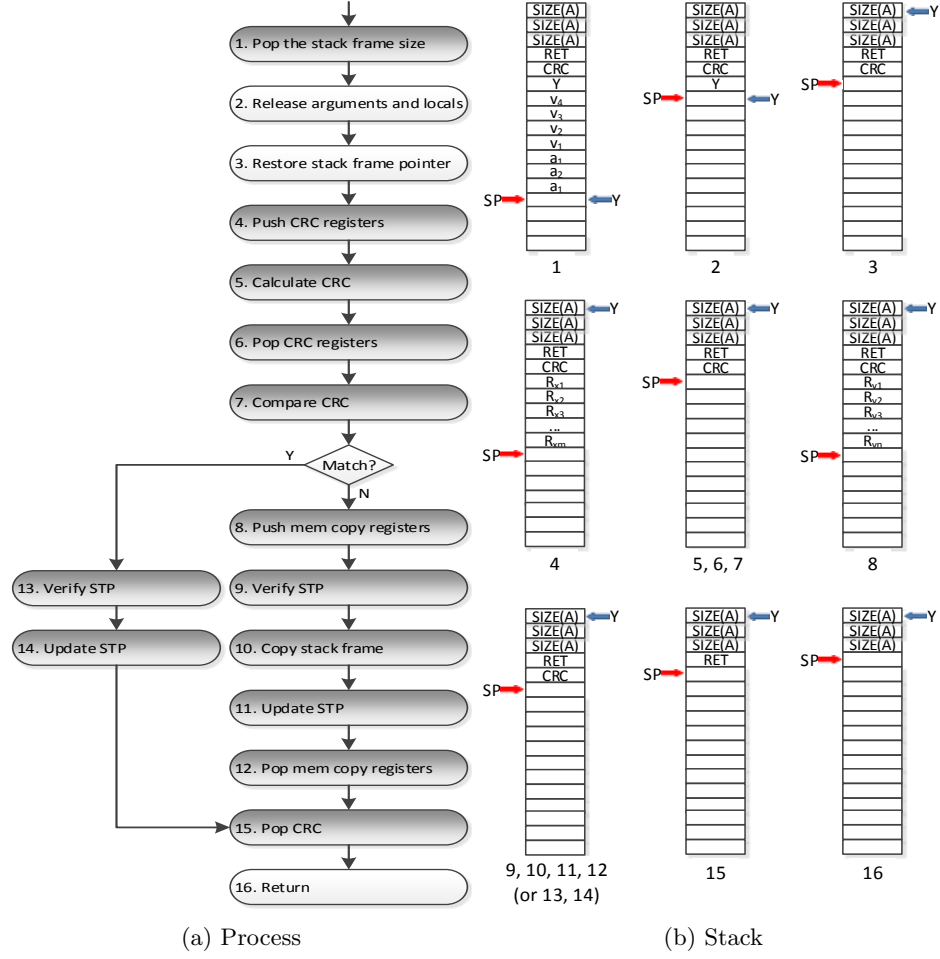 1. Pop the stack frame size
2. Release arguments and locals
3. Restore stack frame pointer
4. Push CRC registers
5. Calculate CRC
6. Pop CRC registers
7. Compare CRC
Match?
Y
N
8. Push mem copy registers
9. Verify STP
10. Copy stack frame
11. Update STP
12. Pop mem copy registers
13. Verify STP
14. Update STP
15. Pop CRC
16. Return
(a) Process
SIZE(A)
SIZE(A)
SIZE(A)
RET
CRC
Y
v4
v3
v2
v1
a1
a2
a1
SP
Y
1
SIZE(A)
SIZE(A)
SIZE(A)
RET
CRC
Y
SP
Y
2
SIZE(A)
Y
SIZE(A)
SIZE(A)
RET
CRC
SP
3
SIZE(A)
Y
SIZE(A)
SIZE(A)
RET
CRC
Rx1
Rx2
Rx3
...
Rxm
SP
4
SIZE(A)
Y
SIZE(A)
SIZE(A)
RET
CRC
SP
5, 6, 7
SIZE(A)
Y
SIZE(A)
SIZE(A)
RET
CRC
Ry1
Ry2
Ry3
...
Ryn
SP
8
SIZE(A)
Y
SIZE(A)
SIZE(A)
RET
CRC
SP
9, 10, 11, 12
(or 13, 14)
SIZE(A)
Y
SIZE(A)
SIZE(A)
RET
SP
15
SIZE(A)
Y
SIZE(A)
SIZE(A)
SP
16
(b) Stack